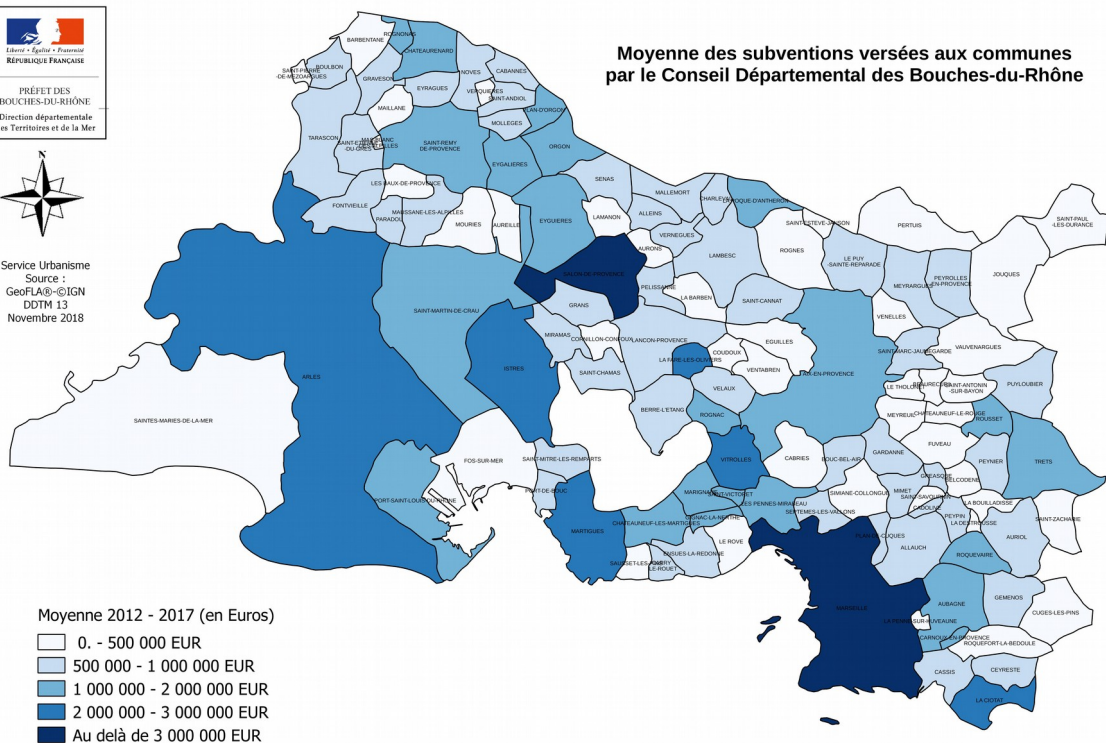 Liberté • Égalité • Fraternité
RÉPUBLIQUE FRANÇAISE
PRÉFET DES
BOUCHES-DU-RHÔNE
Direction départementale
es Territoires et de la Mer
N
Service Urbanisme
Source :
GeoFLA®-©IGN
DDTM 13
Novembre 2018
Moyenne des subventions versées aux communes
par le Conseil Départemental des Bouches-du-Rhône
BARBENTANE
ROGNONAS
CHATEAURENARD
SAINT-PIERRE
-DE-MEZOARGUES
BOULBON
GRAVESON
EYRAGUES
NOVES
CABANNES
VERQUIERES
SAINT-ANDIOL
MAILLANE
PLAN-D'ORGON
MOLLEGES
TARASCON
SAINT-REMY
DE-PROVENCE
ORGON
EYGALIERES
SENAS
LES BAUX-DE-PROVENCE
MALLEMORT
CHARLEVAL
LA ROQUE-D'ANTHERON
FONTVIEILLE
PARADOU
MAUSSANE-LES-ALPILLES
MOURIES
AUREILLE
EYGUIERES
LAMANON
ALLEINS
VERNEGUES
SAINT-ESTEVE-JANSON
PERTUIS
SAINT-PAUL
-LES-DURANCE
AURONS
LAMBESC
ROGNES
LE PUY
-SAINTE-REPARADE
SALON-DE-PROVENCE
PELISSANNE
LA BARBEN
MEYRARGUES
PEYROLLES
-EN-PROVENCE
JOUQUES
SAINT-MARTIN-DE-CRAU
GRANS
SAINT-CANNAT
VENELLES
MIRAMAS
CORNILLON-CONFOUX
LANCON-PROVENCE
EGUILLES
COUDOUX
SAINT-MARC-JAUMEGARDE
VAUVENARGUES
LA FARE-LES-OLIVIERS
VENTABREN
AIX-EN-PROVENCE
ARLES
ISTRES
SAINT-CHAMAS
VELAUX
LE THOLONET
BEAURECUEIL
SAINT-ANTONIN
-SUR-BAYON
PUYLOUBIER
SAINTES-MARIES-DE-LA-MER
BERRE-L'ETANG
ROGNAC
MEYREUIL
CHATEAUNEUF-LE-ROUGE
ROUSSET
FUVEAU
FOS-SUR-MER
SAINT-MITRE-LES-REMPARTS
VITROLLES
CABRIES
BOUC-BEL-AIR
GARDANNE
PEYNIER
TRETS
GREASQUE
BELCODENE
PORT-SAINT-LOUIS-DU-RHONE
PORT-DE-BOUC
MARIGNANE
SAINT-VICTORET
LES PENNES-MIRABEAU
SIMIANE-COLLONGUE
MIMET
SAINT-SAVOURNIN
CADOLIVE
LA BOUILLADISSE
SEPTEMES-LES-VALLONS
PEYPIN
LA DESTROUSSE
SAINT-ZACHARIE
MARTIGUES
CHATEAUNEUF-LES-MARTIGUES
GIGNAC-LA-NERTHE
LE ROVE
PLAN-DE-CUQUES
ALLAUCH
AURIOL
ENSUES-LA-REDONNE
ROQUEVAIRE
LE-ROUET
MARSEILLE
AUBAGNE
GEMENOS
CUGES-LES-PINS
LA PENNE-SUR-HUVEAUNE
CARNOUX-EN-PROVENCE
ROQUEFORT-LA-BEDOULE
CASSIS
CEYRESTE
LA CIOTAT
Moyenne 2012 - 2017 (en Euros)
0. - 500 000 EUR
500 000 - 1 000 000 EUR
1 000 000 - 2 000 000 EUR
2 000 000 - 3 000 000 EUR
Au delà de 3 000 000 EUR